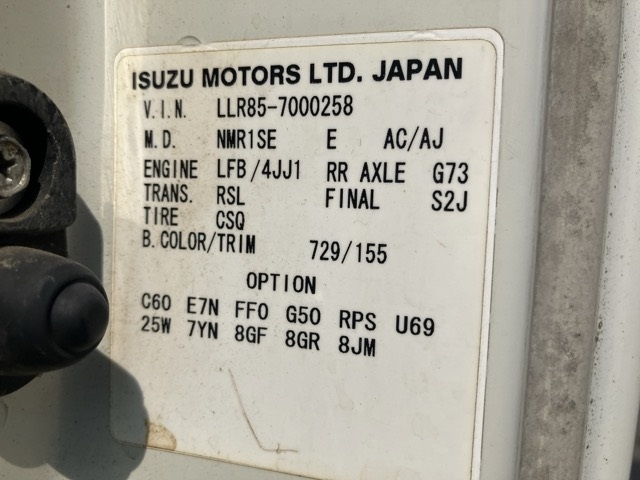 ISUZU MOTORS LTD. JAPAN
V.I.N. LLR85-7000258
M.D. NMR1SE E AC/AJ
ENGINE LFB/4JJ1 RR AXLE G73
TRANS. RSL FINAL S2J
TIRE CSQ
B.COLOR/TRIM 729/155
OPTION
C60 E7N FF0 G50 RPS U69
25W 7YN 8GF 8GR 8JM